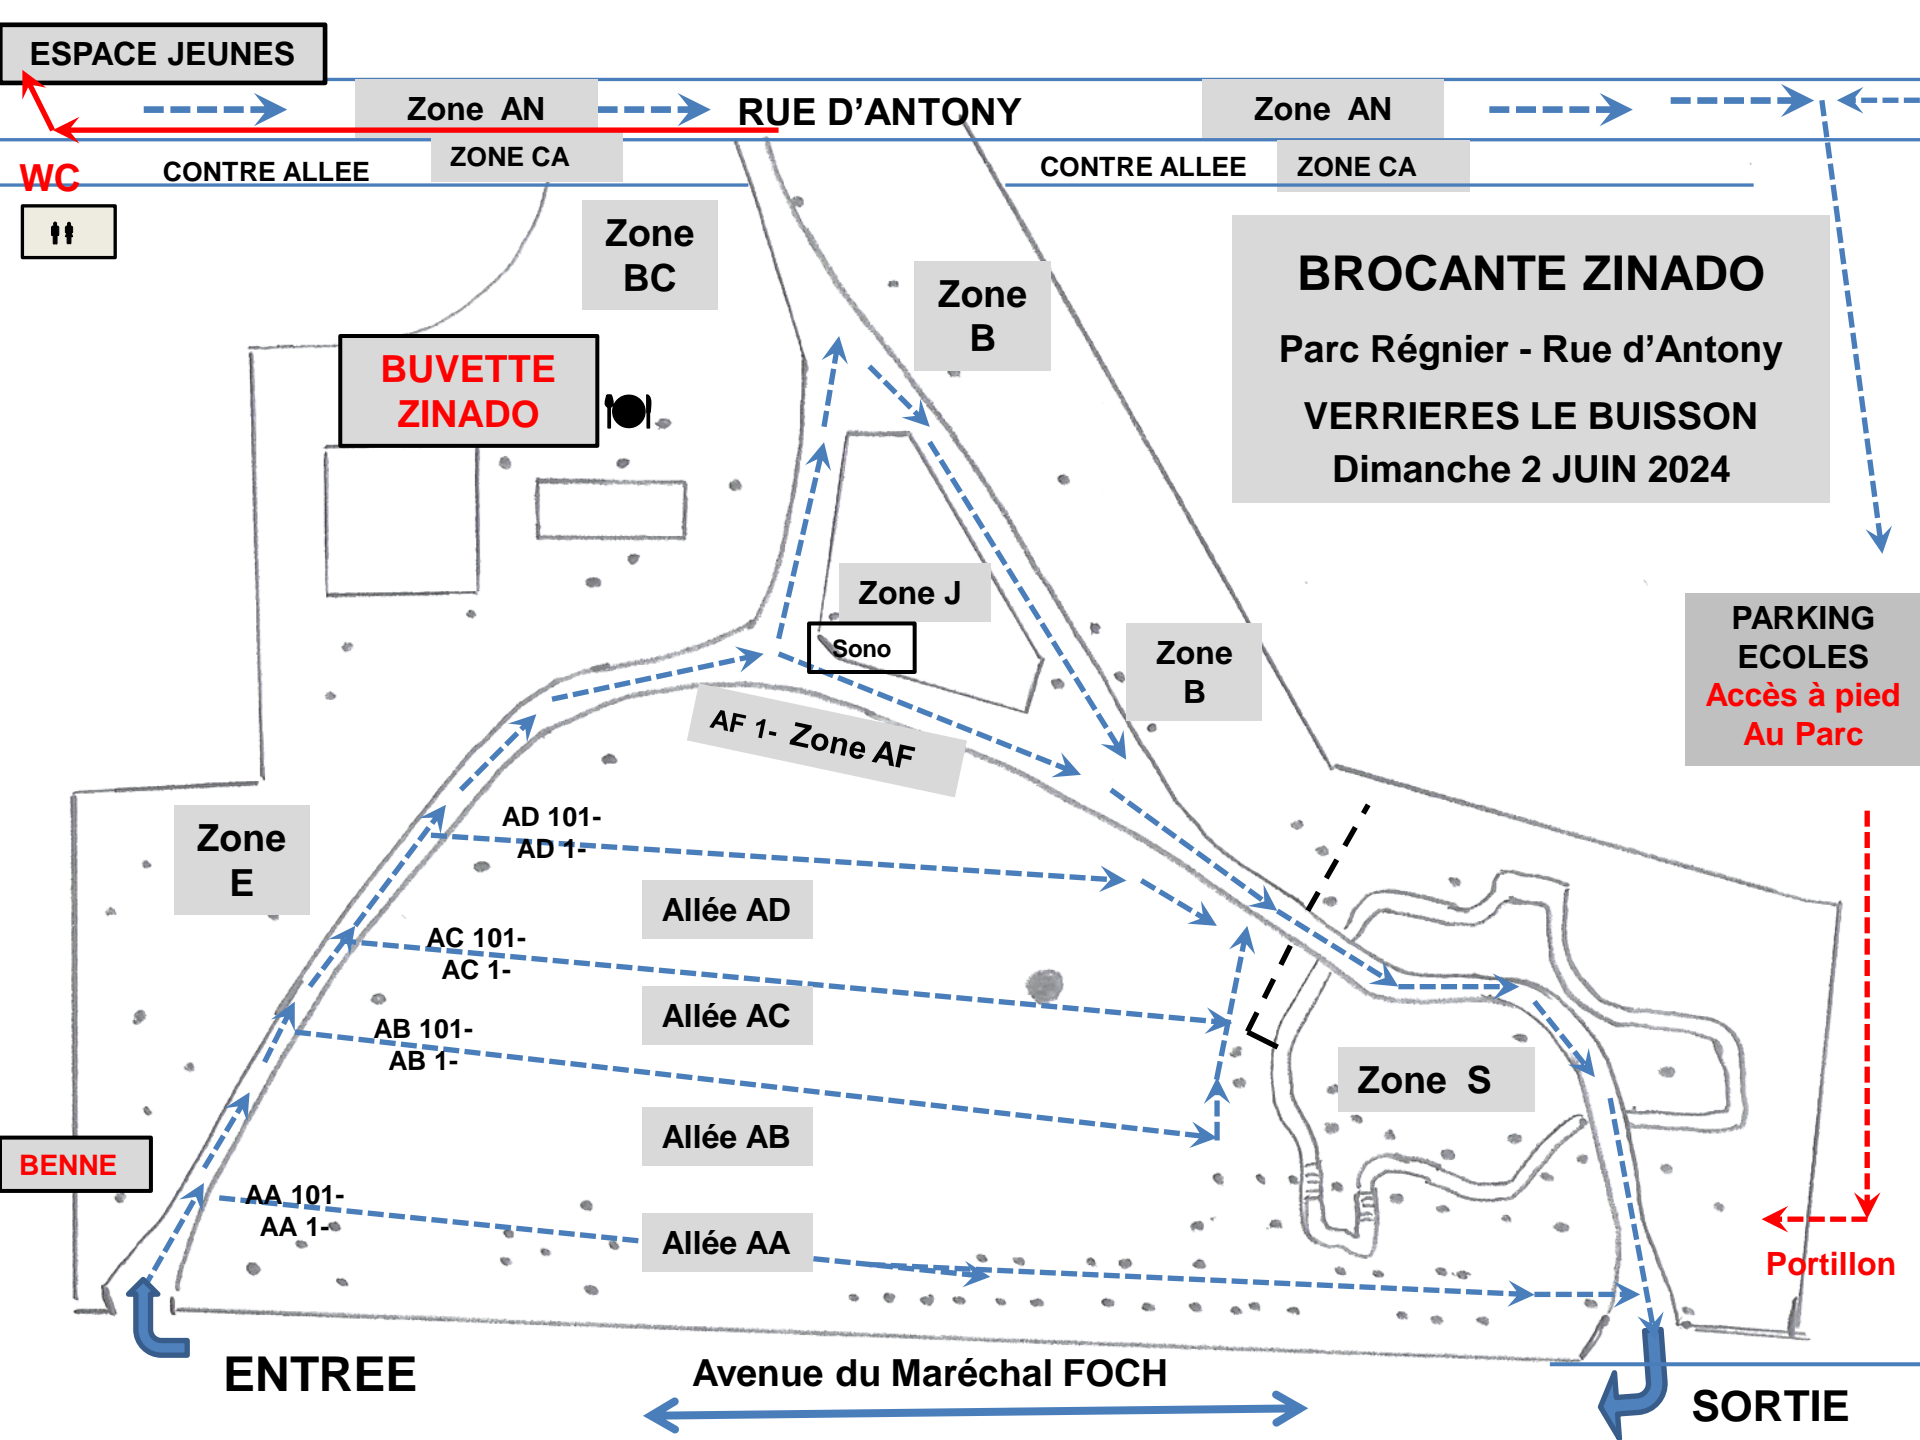 ESPACE JEUNES
Zone AN
RUE D'ANTONY
Zone AN
ZONE CA
CONTRE ALLEE
CONTRE ALLEE
ZONE CA
WC
Zone
BC
Zone
B
BROCANTE ZINADO
Parc Régnier - Rue d'Antony
VERRIERES LE BUISSON
Dimanche 2 JUIN 2024
BUVETTE
ZINADO
Zone J
Sono
Zone
B
PARKING
ECOLES
Accès à pied
Au Parc
AF 1- Zone AF
Zone
E
AD 101-
AD 1-
Allée AD
AC 101-
AC 1-
Allée AC
AB 101-
AB 1-
Zone S
Allée AB
BENNE
AA 101-
AA 1-
Allée AA
Portillon
ENTREE
Avenue du Maréchal FOCH
SORTIE